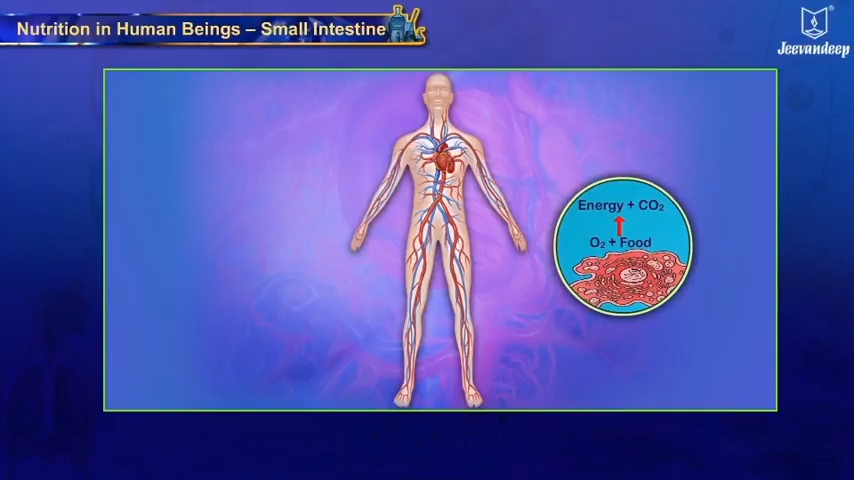 Nutrition in Human Beings – Small Intestine
Jeevandeep
Energy + CO₂
O₂ + Food